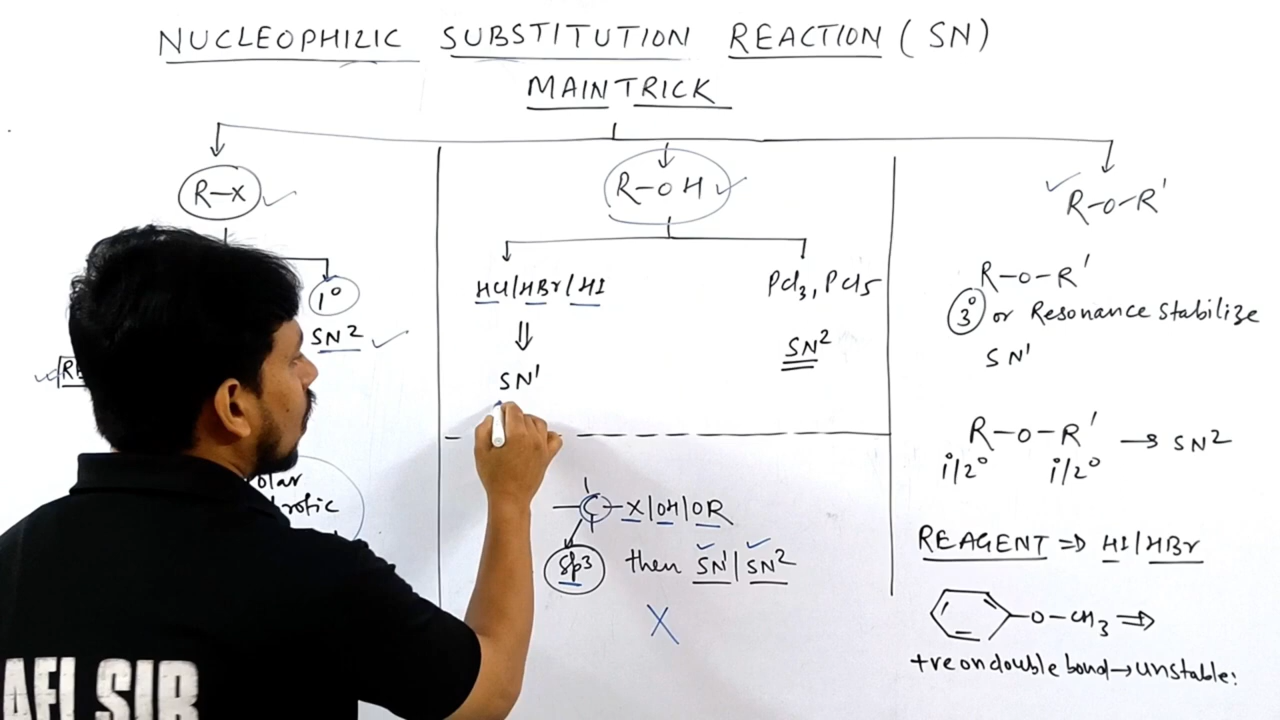 NUCLEOPHILIC SUBSTITUTION REACTION (SN)
MAIN TRICK
R-X
1°
SN2
R-OH
HCl/HBr/HI
SN1
PCl3, PCl5
SN2
-C-X/OH/OR
Sp3 then SN1/SN2
X
R-O-R'
R-O-R'
3° or Resonance Stabilize
SN1
R-O-R' → SN2
1/2° 1/2°
REAGENT ⇒ HI/HBr
-O-CH3 ⇒
+ve on double bond → unstable:
SIR